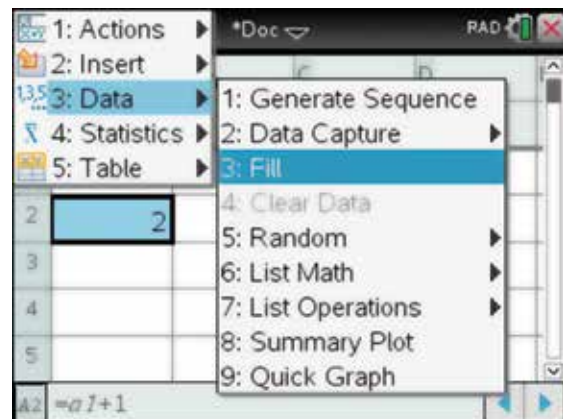 1: Actions
*Doc
RAD
2: Insert
C
D
3: Data
1: Generate Sequence
4: Statistics
2: Data Capture
5: Table
3: Fill
4: Clear Data
2
2
5: Random
3
6: List Math
4
7: List Operations
5
8: Summary Plot
9: Quick Graph
A2 =a1+1